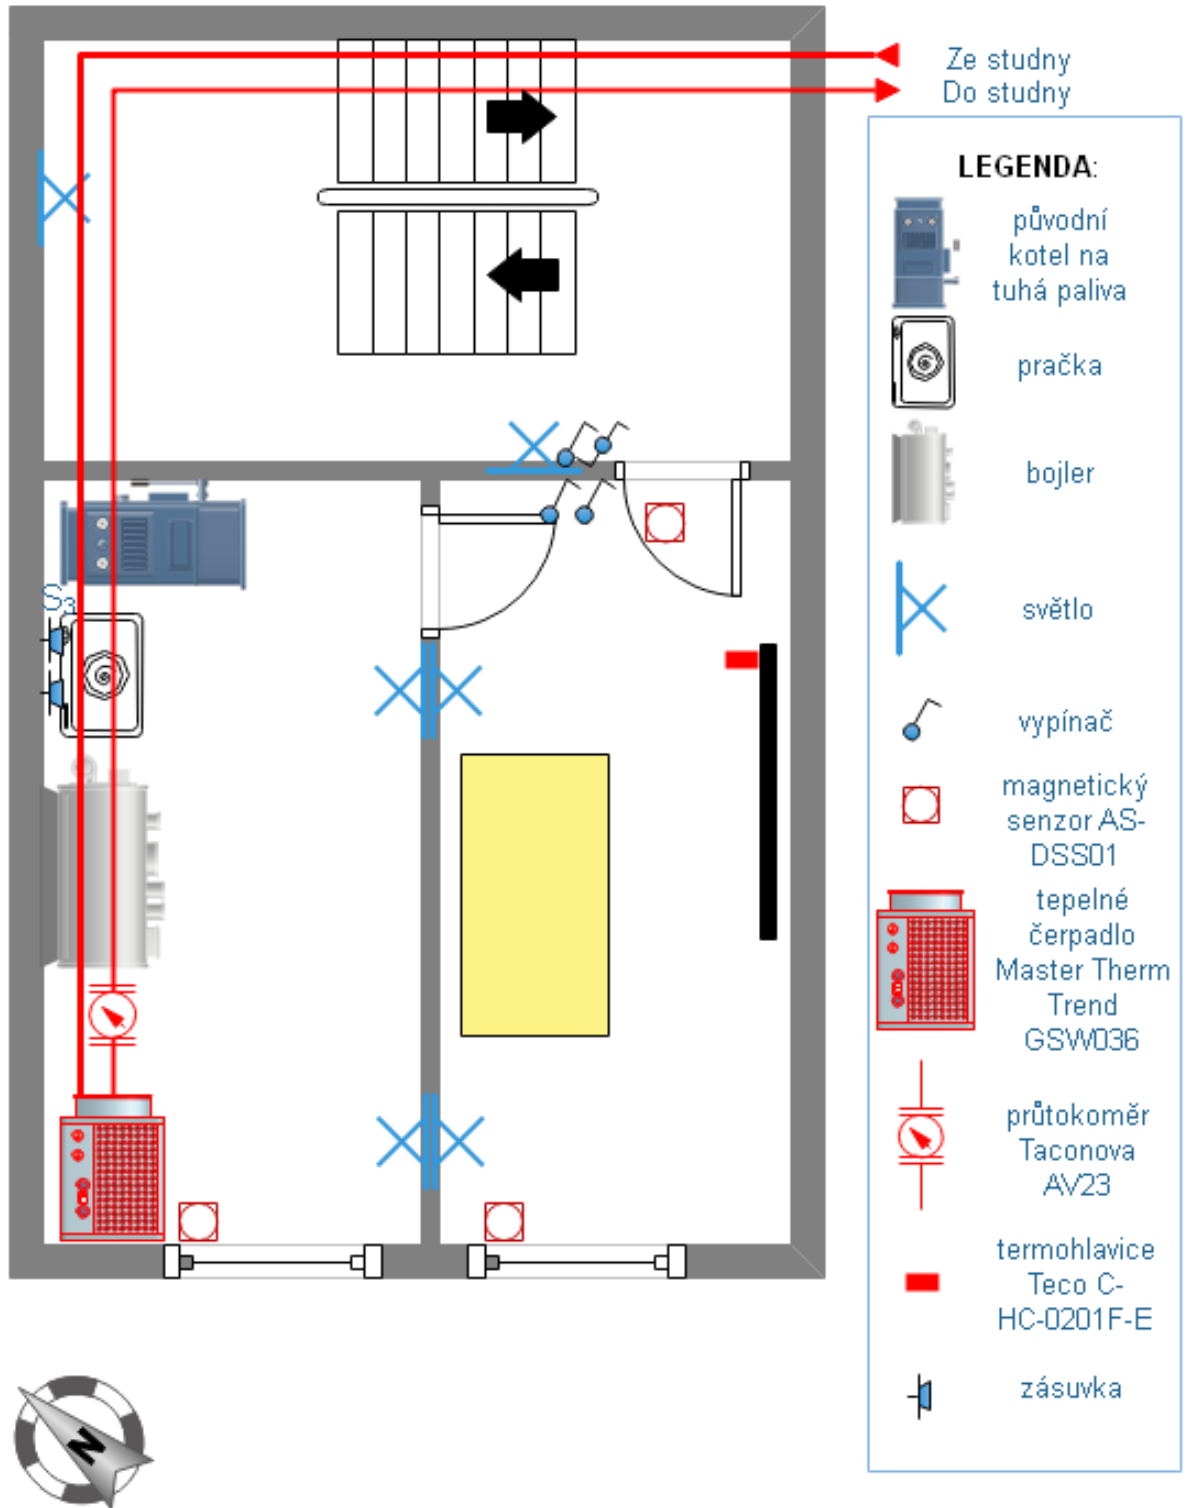 Ze studny
Do studny
LEGENDA:
původní
kotel na
tuhá paliva
pračka
bojler
světlo
vypínač
magnetický
senzor AS-
DSS01
tepelné
čerpadlo
Master Therm
Trend
GSW036
průtokoměr
Taconova
AV23
termohlavice
Teco C-
HC-0201F-E
zásuvka
S3
N